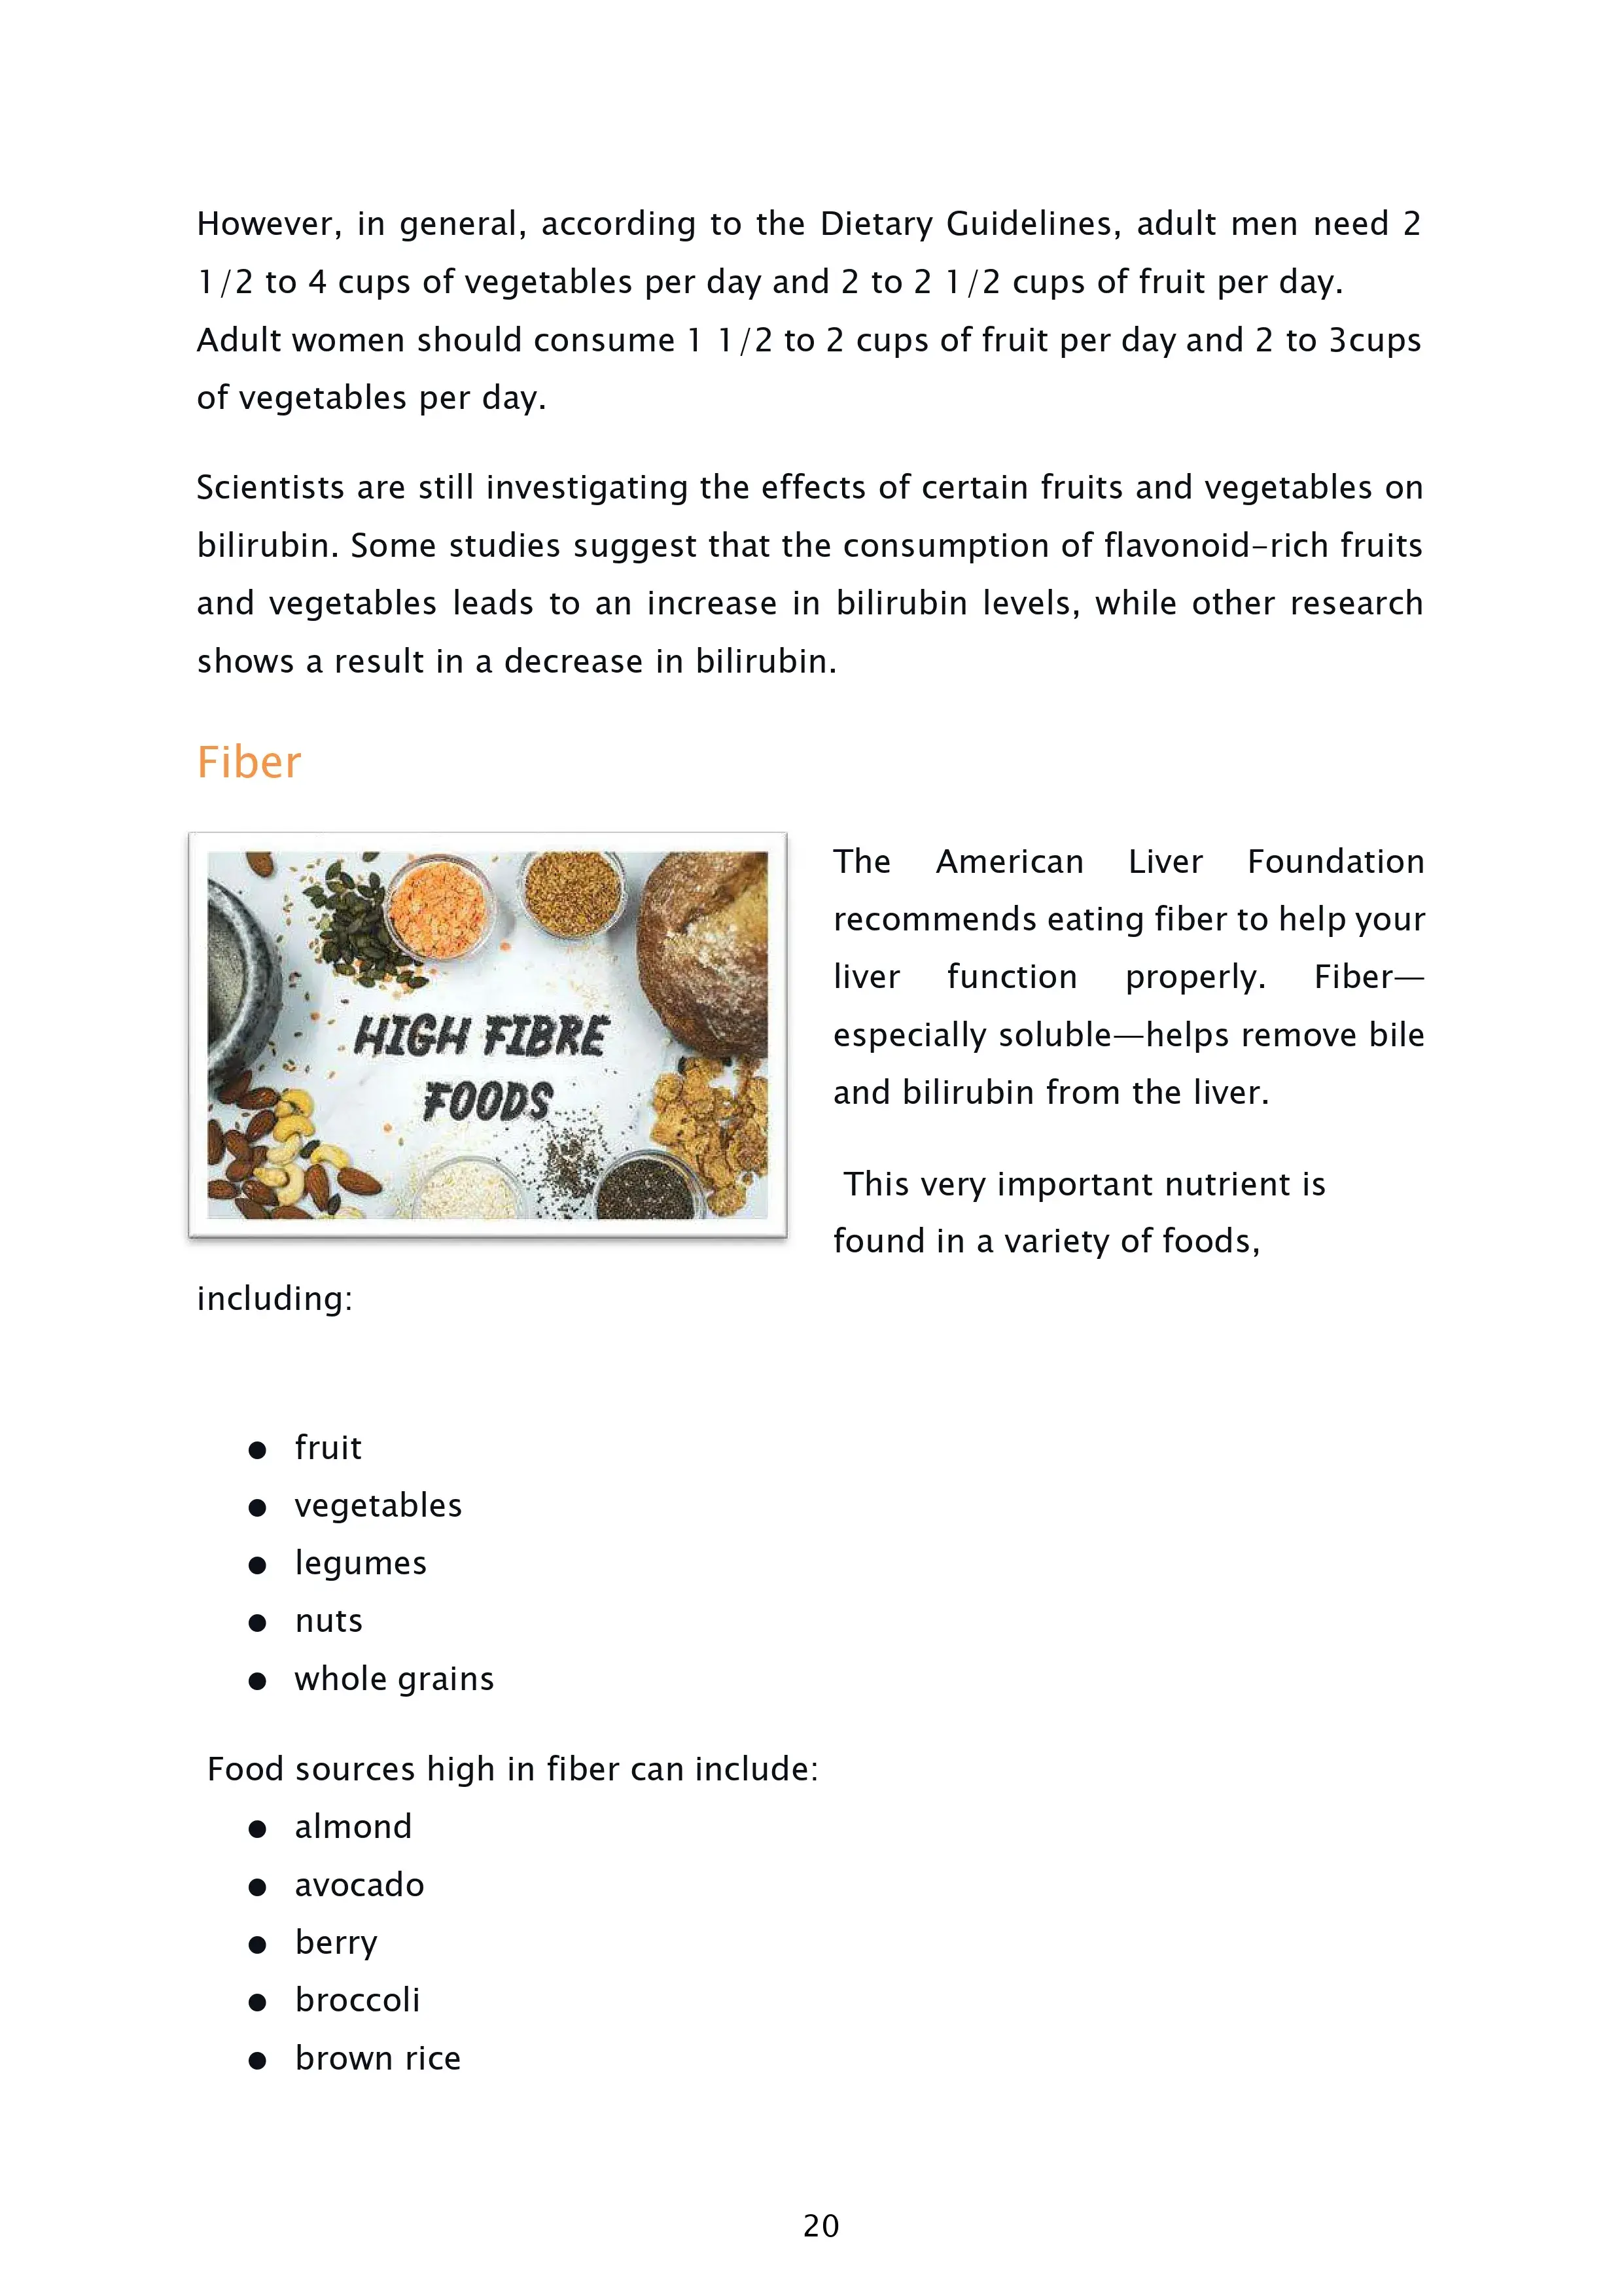 However, in general, according to the Dietary Guidelines, adult men need 2
1/2 to 4 cups of vegetables per day and 2 to 2 1/2 cups of fruit per day.
Adult women should consume 1 1/2 to 2 cups of fruit per day and 2 to 3cups
of vegetables per day.
Scientists are still investigating the effects of certain fruits and vegetables on
bilirubin. Some studies suggest that the consumption of flavonoid-rich fruits
and vegetables leads to an increase in bilirubin levels, while other research
shows a result in a decrease in bilirubin.
Fiber
HIGH FIBRE
FOODS
The American Liver Foundation
recommends eating fiber to help your
liver function properly. Fiber—
especially soluble—helps remove bile
and bilirubin from the liver.
This very important nutrient is
found in a variety of foods,
including:
● fruit
● vegetables
● legumes
● nuts
● whole grains
Food sources high in fiber can include:
● almond
● avocado
● berry
● broccoli
● brown rice
20